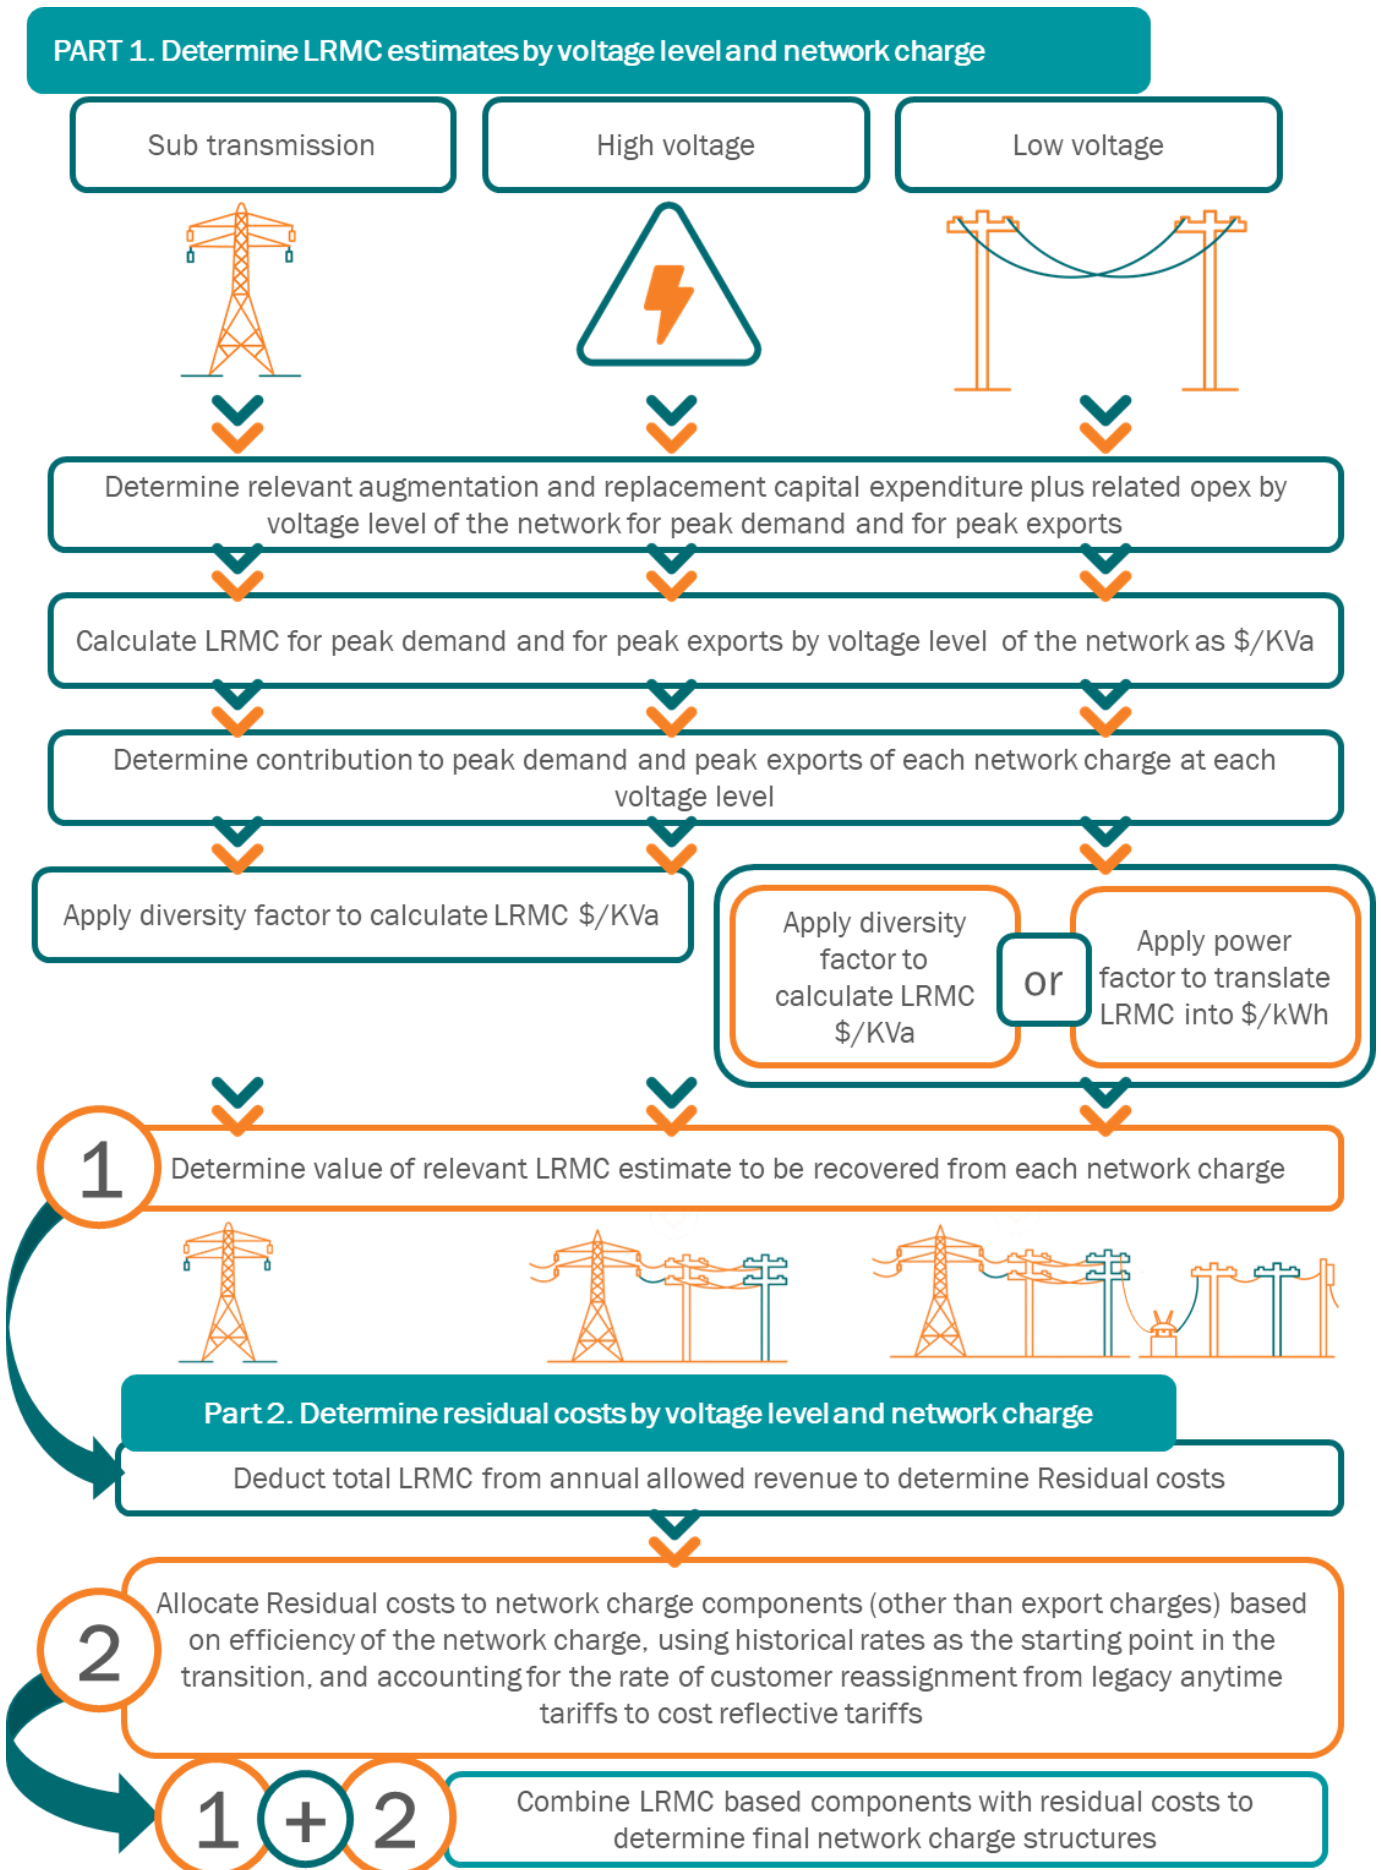 PART 1. Determine LRMC estimates by voltage level and network charge
Sub transmission
High voltage
Low voltage
Determine relevant augmentation and replacement capital expenditure plus related opex by
voltage level of the network for peak demand and for peak exports
Calculate LRMC for peak demand and for peak exports by voltage level of the network as $/KVa
Determine contribution to peak demand and peak exports of each network charge at each
voltage level
Apply diversity factor to calculate LRMC $/KVa
Apply diversity
factor to
calculate LRMC
$/KVa
or
Apply power
factor to translate
LRMC into $/kWh
1
Determine value of relevant LRMC estimate to be recovered from each network charge
Part 2. Determine residual costs by voltage level and network charge
Deduct total LRMC from annual allowed revenue to determine Residual costs
2
Allocate Residual costs to network charge components (other than export charges) based
on efficiency of the network charge, using historical rates as the starting point in the
transition, and accounting for the rate of customer reassignment from legacy anytime
tariffs to cost reflective tariffs
1 + 2
Combine LRMC based components with residual costs to
determine final network charge structures